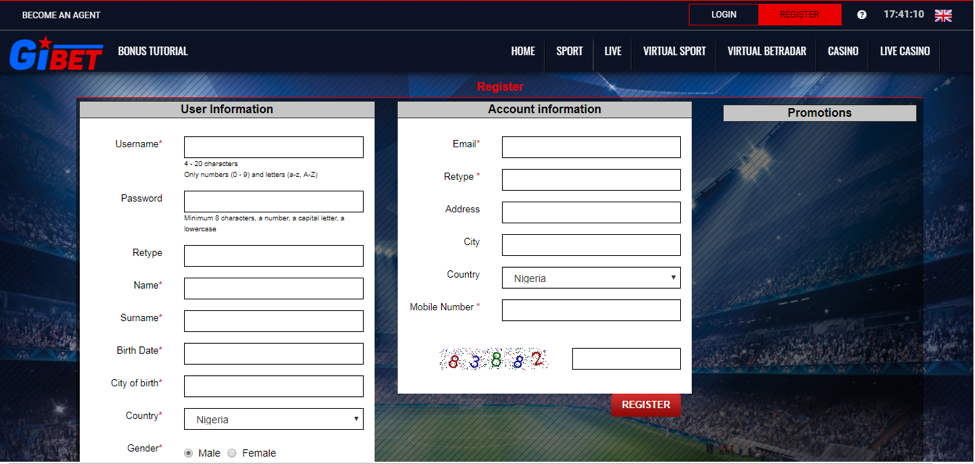 BECOME AN AGENT
LOGIN
REGISTER
?
17:41:10
GiBET
BONUS TUTORIAL
HOME
SPORT
LIVE
VIRTUAL SPORT
VIRTUAL BETRADAR
CASINO
LIVE CASINO
Register
User Information
Username*
4 - 20 characters
Only numbers (0 - 9) and letters (a-z, A-Z)
Password
Minimum 8 characters, a number, a capital letter, a
lowercase
Retype
Name*
Surname*
Birth Date*
City of birth*
Country*
Nigeria
Gender*
Male
Female
Account information
Email*
Retype *
Address
City
Country
Nigeria
Mobile Number *
83882
REGISTER
Promotions